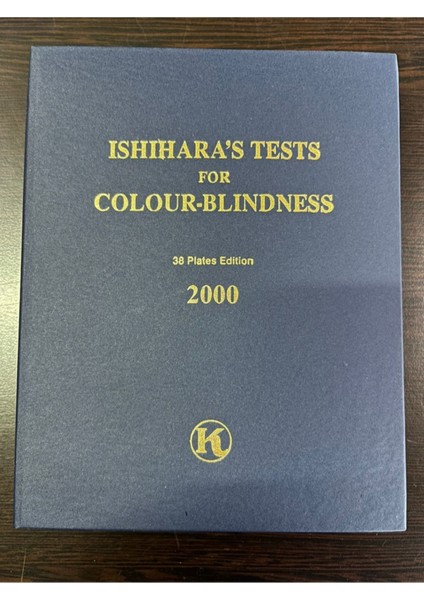 ISHIHARA'S TESTS
FOR
COLOUR-BLINDNESS
38 Plates Edition
2000
K